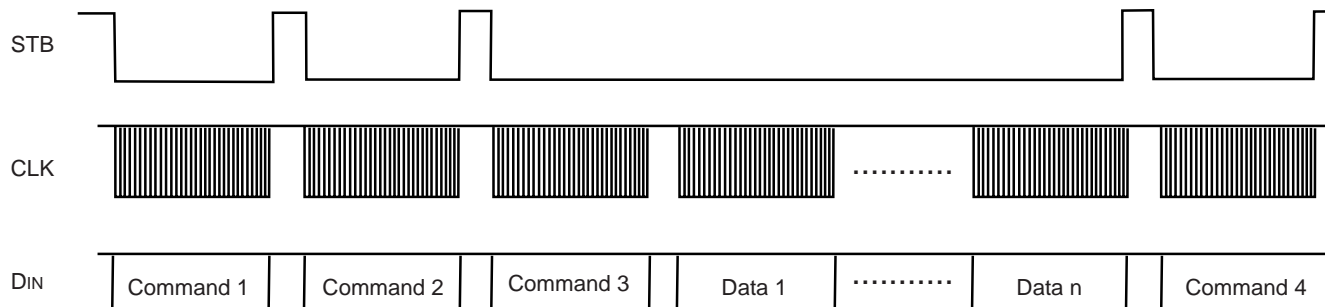 STB
CLK
...........
DIN
Command 1 Command 2 Command 3 Data 1 ........... Data n Command 4